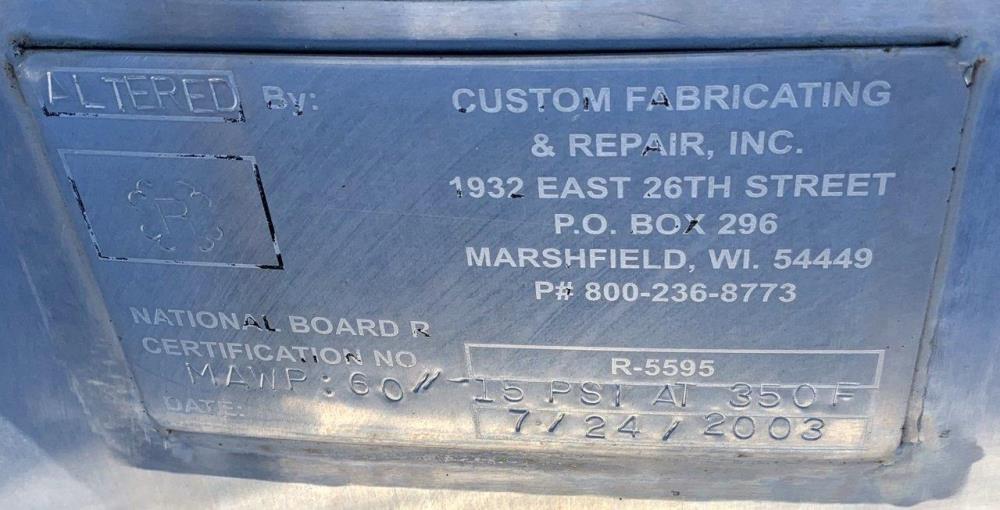 ALTERED By:
CUSTOM FABRICATING
& REPAIR, INC.
1932 EAST 26TH STREET
P.O. BOX 296
MARSHFIELD, WI. 54449
P# 800-236-8773
R
NATIONAL BOARD R
CERTIFICATION NO
R-5595
MAWP: 60//-15 PSI AT 350F
DATE:
7/24/2003